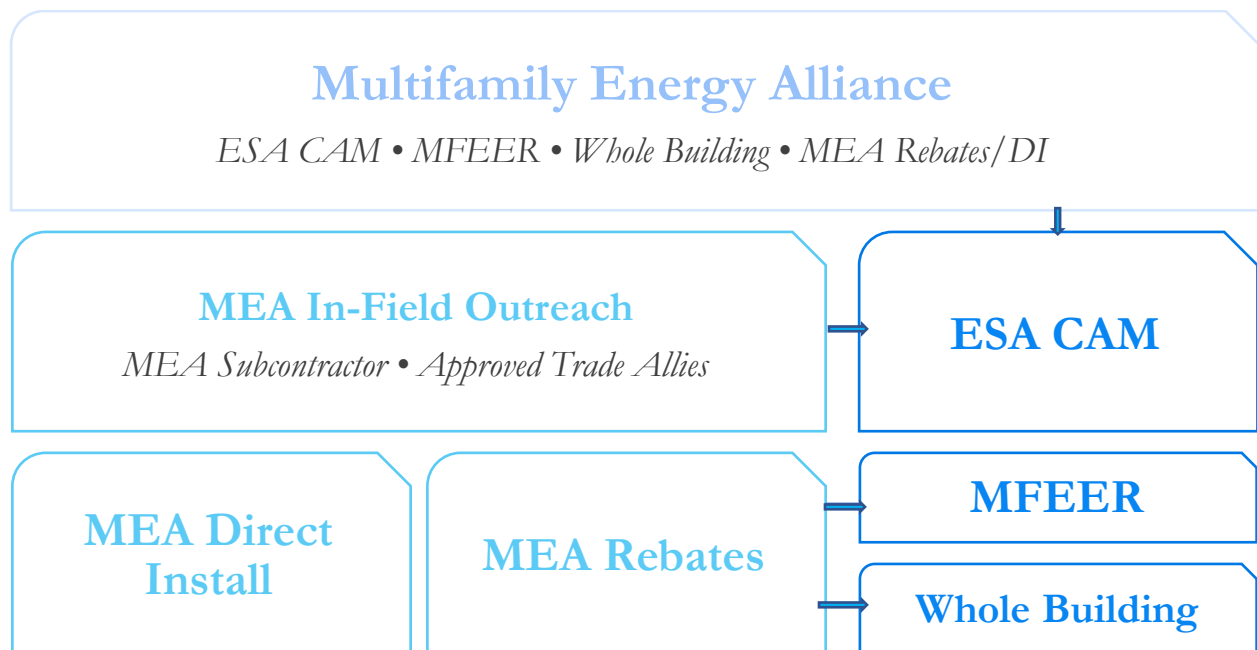 Multifamily Energy Alliance
ESA CAM • MFEER • Whole Building • MEA Rebates/DI
MEA In-Field Outreach
MEA Subcontractor • Approved Trade Allies
ESA CAM
MEA Direct
Install
MEA Rebates
MFEER
Whole Building